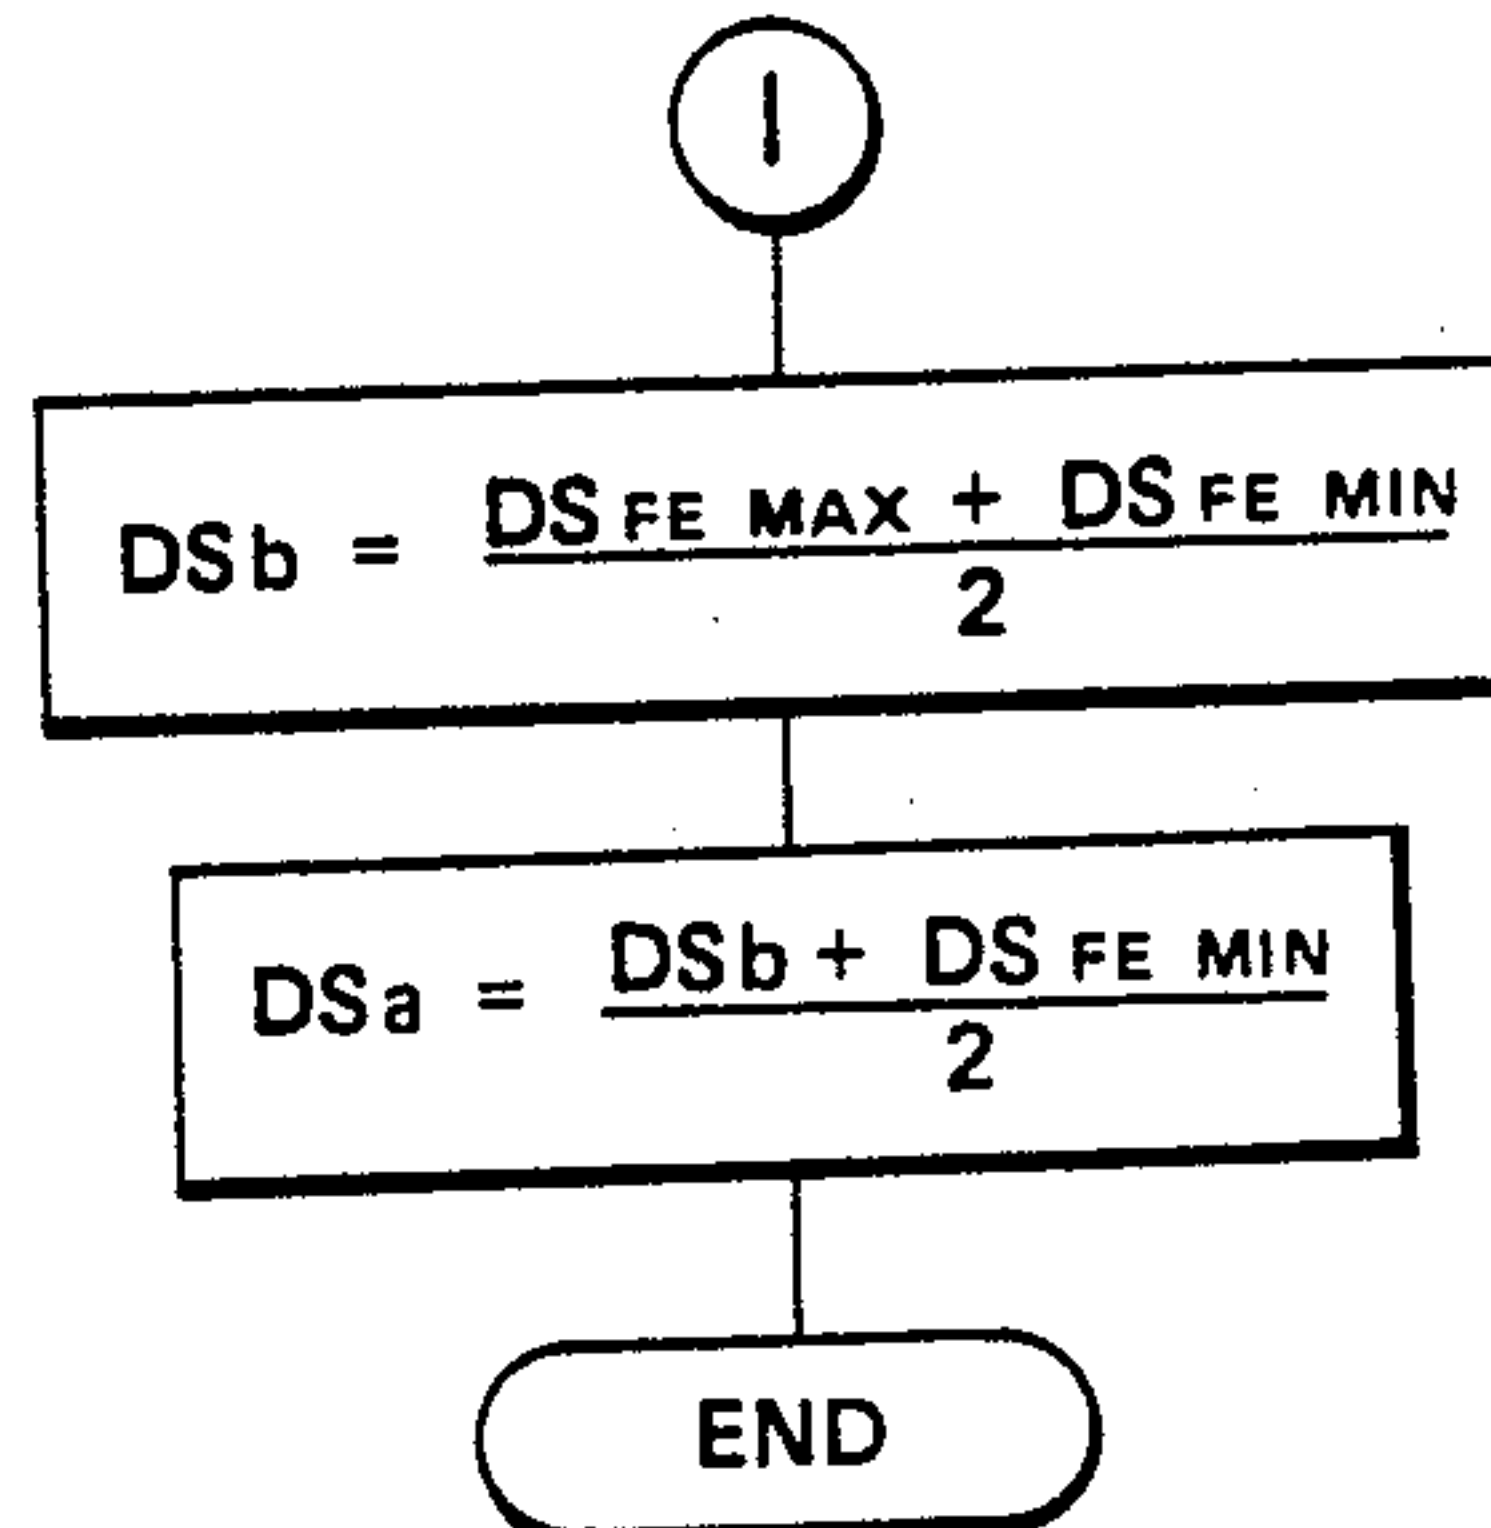 1
DSb = DS FE MAX + DS FE MIN
2
DSa = DSb + DS FE MIN
2
END